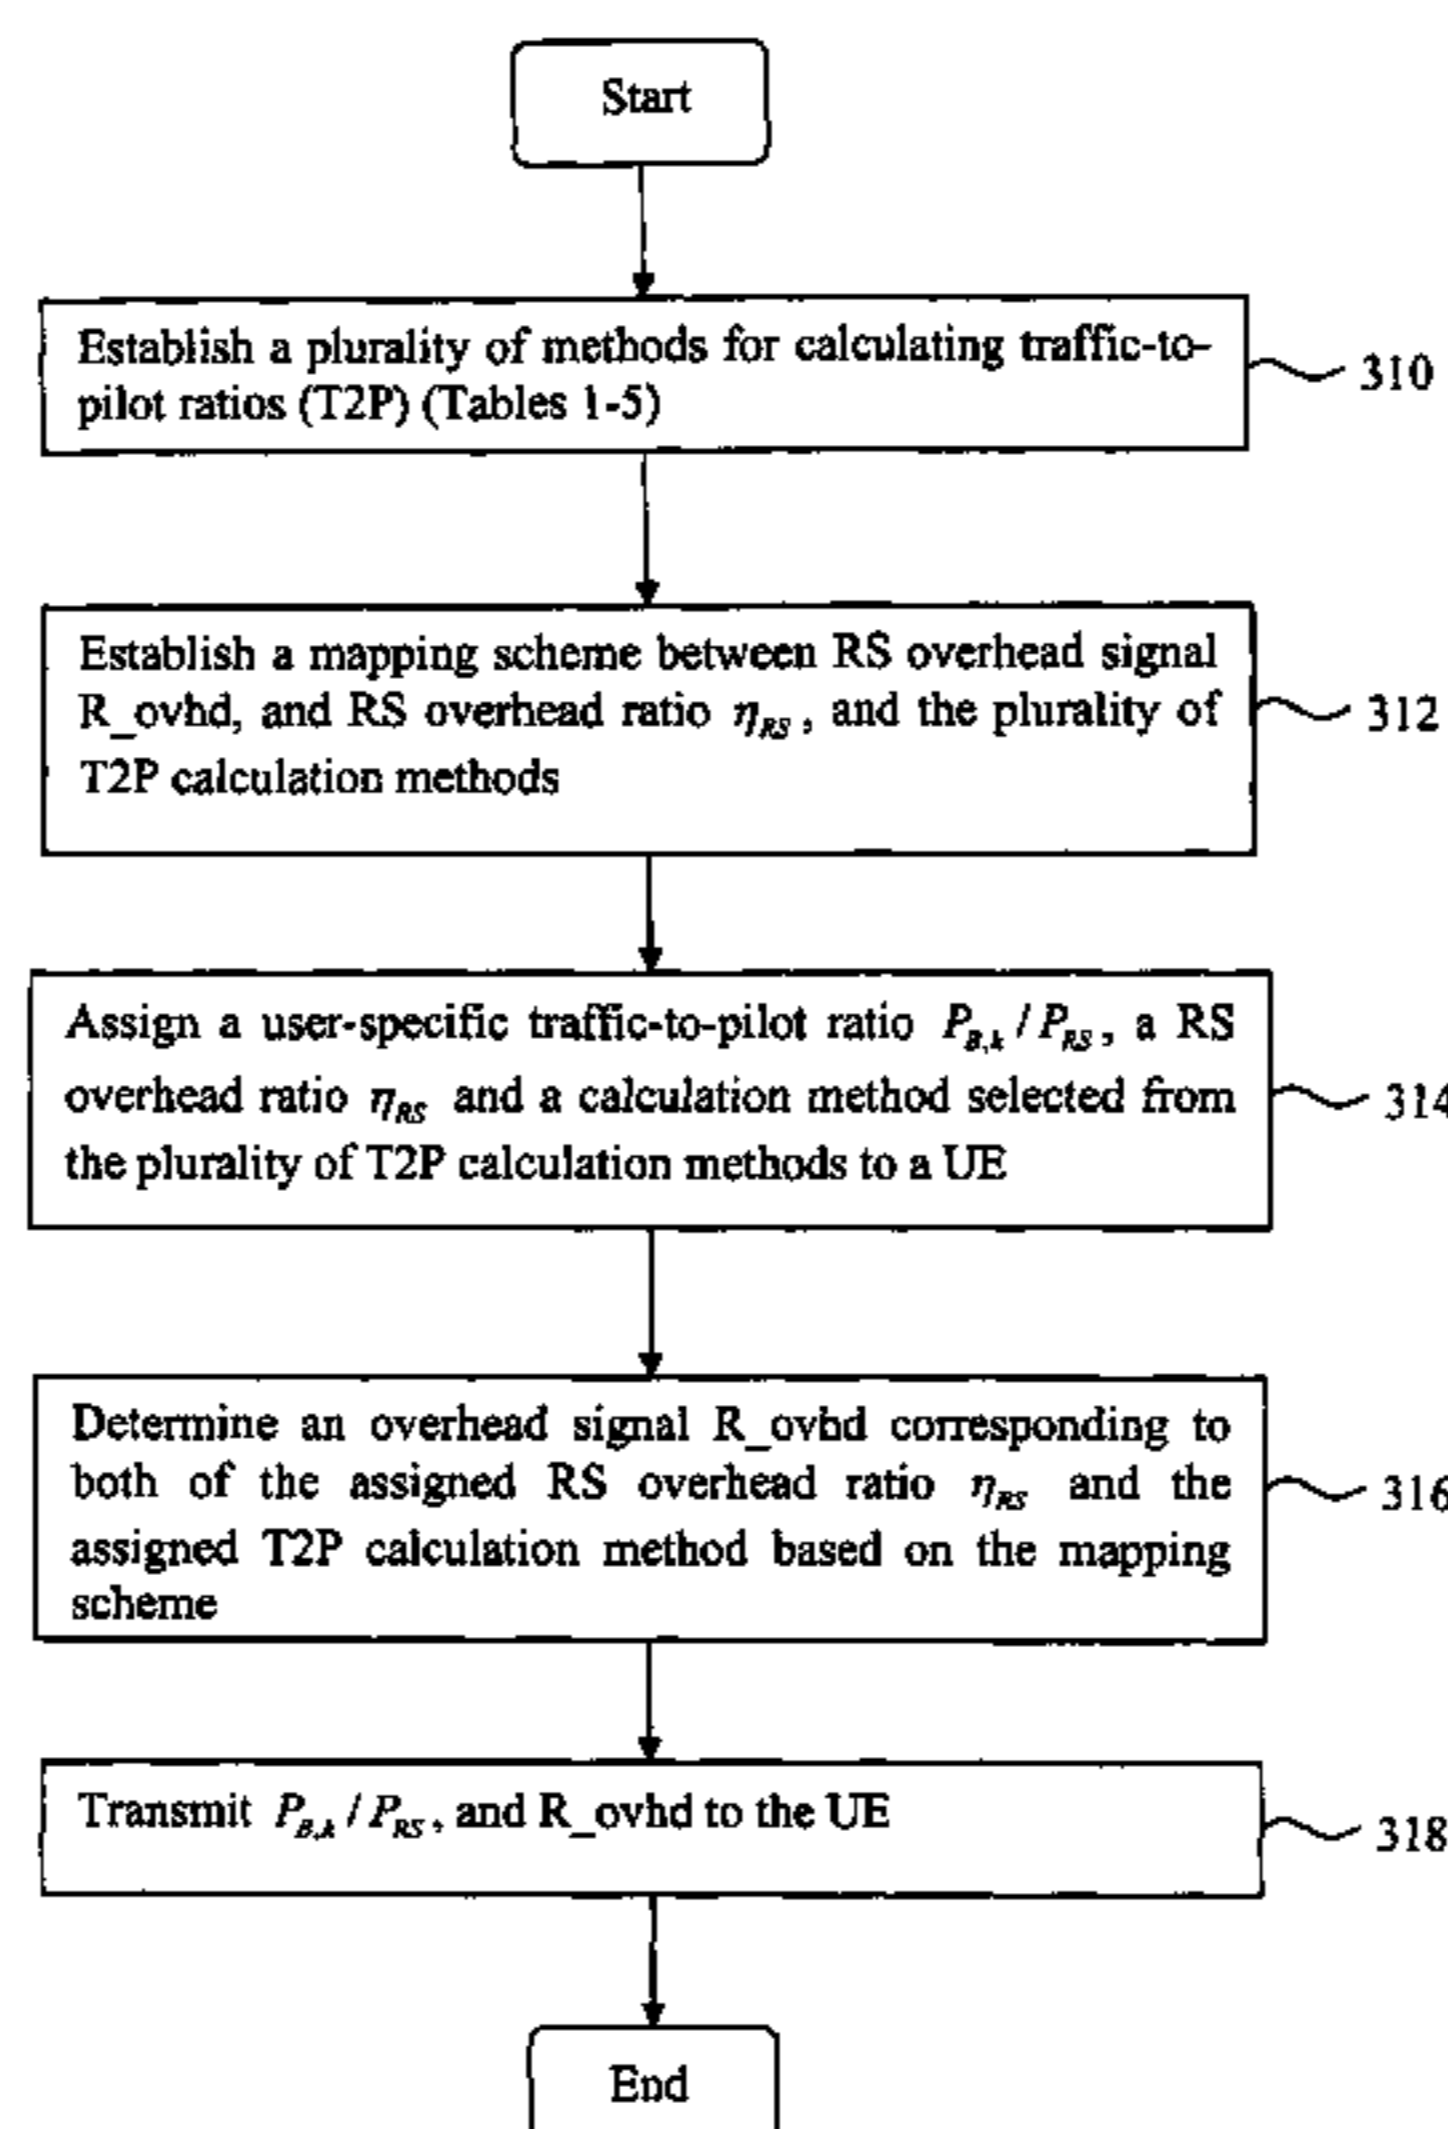 Start
Establish a plurality of methods for calculating traffic-to-
pilot ratios (T2P) (Tables 1-5)
310
Establish a mapping scheme between RS overhead signal
R_ovhd, and RS overhead ratio η_RS, and the plurality of
T2P calculation methods
312
Assign a user-specific traffic-to-pilot ratio P_B,k / P_RS, a RS
overhead ratio η_RS and a calculation method selected from
the plurality of T2P calculation methods to a UE
314
Determine an overhead signal R_ovhd corresponding to
both of the assigned RS overhead ratio η_RS and the
assigned T2P calculation method based on the mapping
scheme
316
Transmit P_B,k / P_RS, and R_ovhd to the UE
318
End